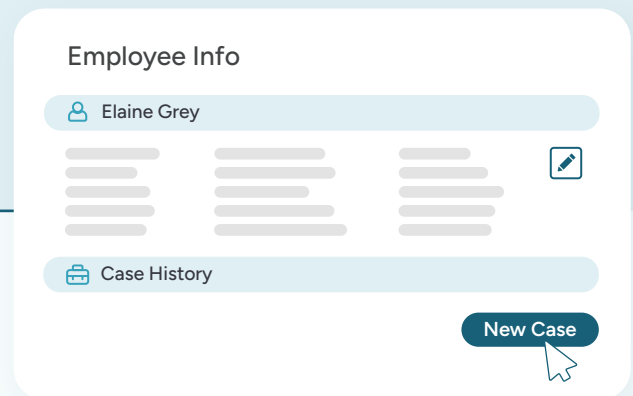 Employee Info
Elaine Grey
Case History
New Case